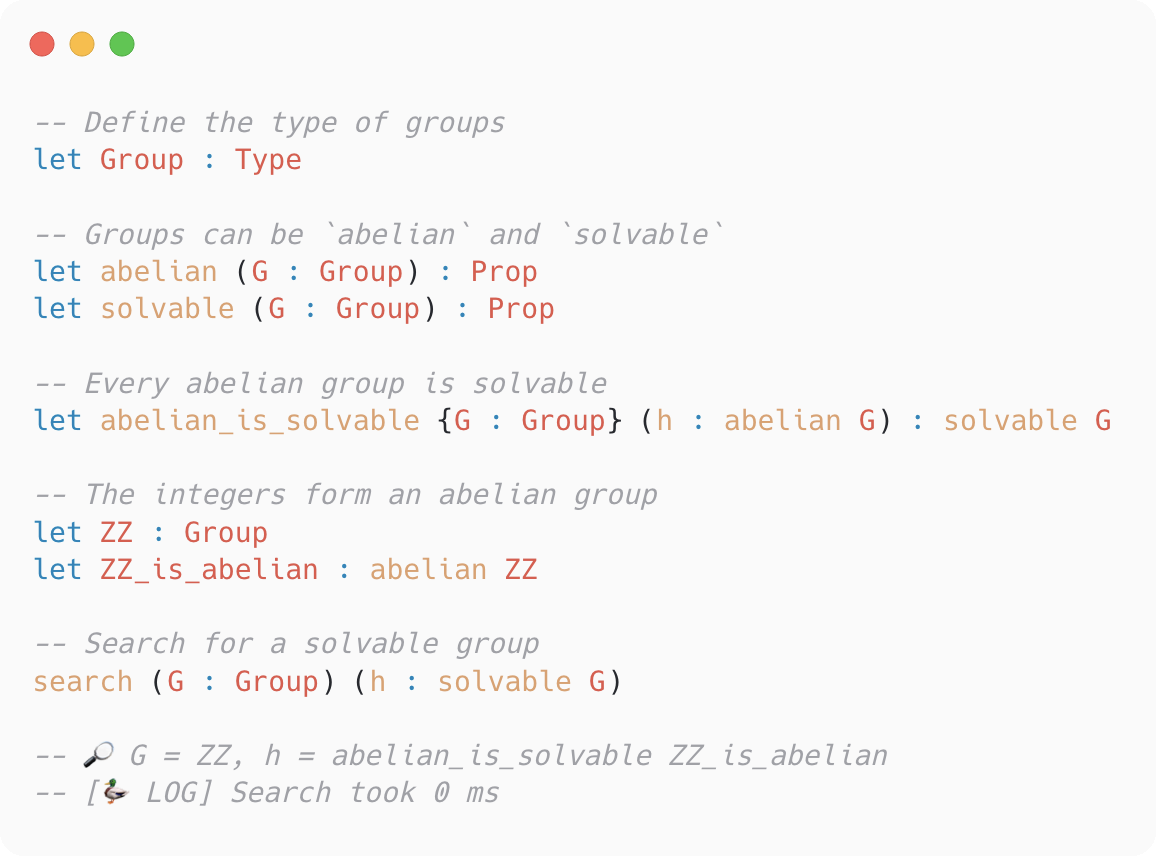 -- Define the type of groups
let Group : Type
-- Groups can be `abelian` and `solvable`
let abelian (G : Group) : Prop
let solvable (G : Group) : Prop
-- Every abelian group is solvable
let abelian_is_solvable {G : Group} (h : abelian G) : solvable G
-- The integers form an abelian group
let ZZ : Group
let ZZ_is_abelian : abelian ZZ
-- Search for a solvable group
search (G : Group) (h : solvable G)
-- 🔎 G = ZZ, h = abelian_is_solvable ZZ_is_abelian
-- [🦆 LOG] Search took 0 ms